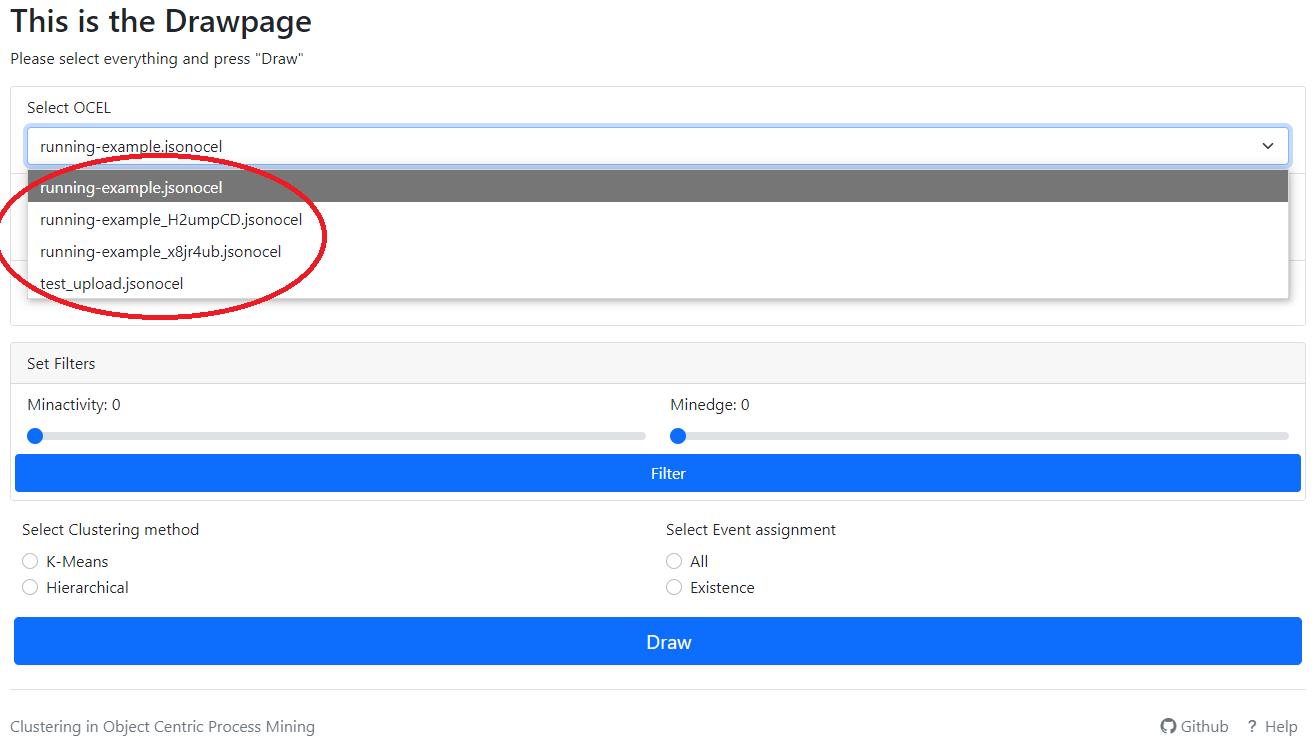 This is the Drawpage
Please select everything and press "Draw"
Select OCEL
running-example.jsonocel
running-example.jsonocel
running-example_H2umpCD.jsonocel
running-example_x8jr4ub.jsonocel
test_upload.jsonocel
Set Filters
Minactivity: 0 Minedge: 0
Filter
Select Clustering method Select Event assignment
K-Means All
Hierarchical Existence
Draw
Clustering in Object Centric Process Mining Github ? Help